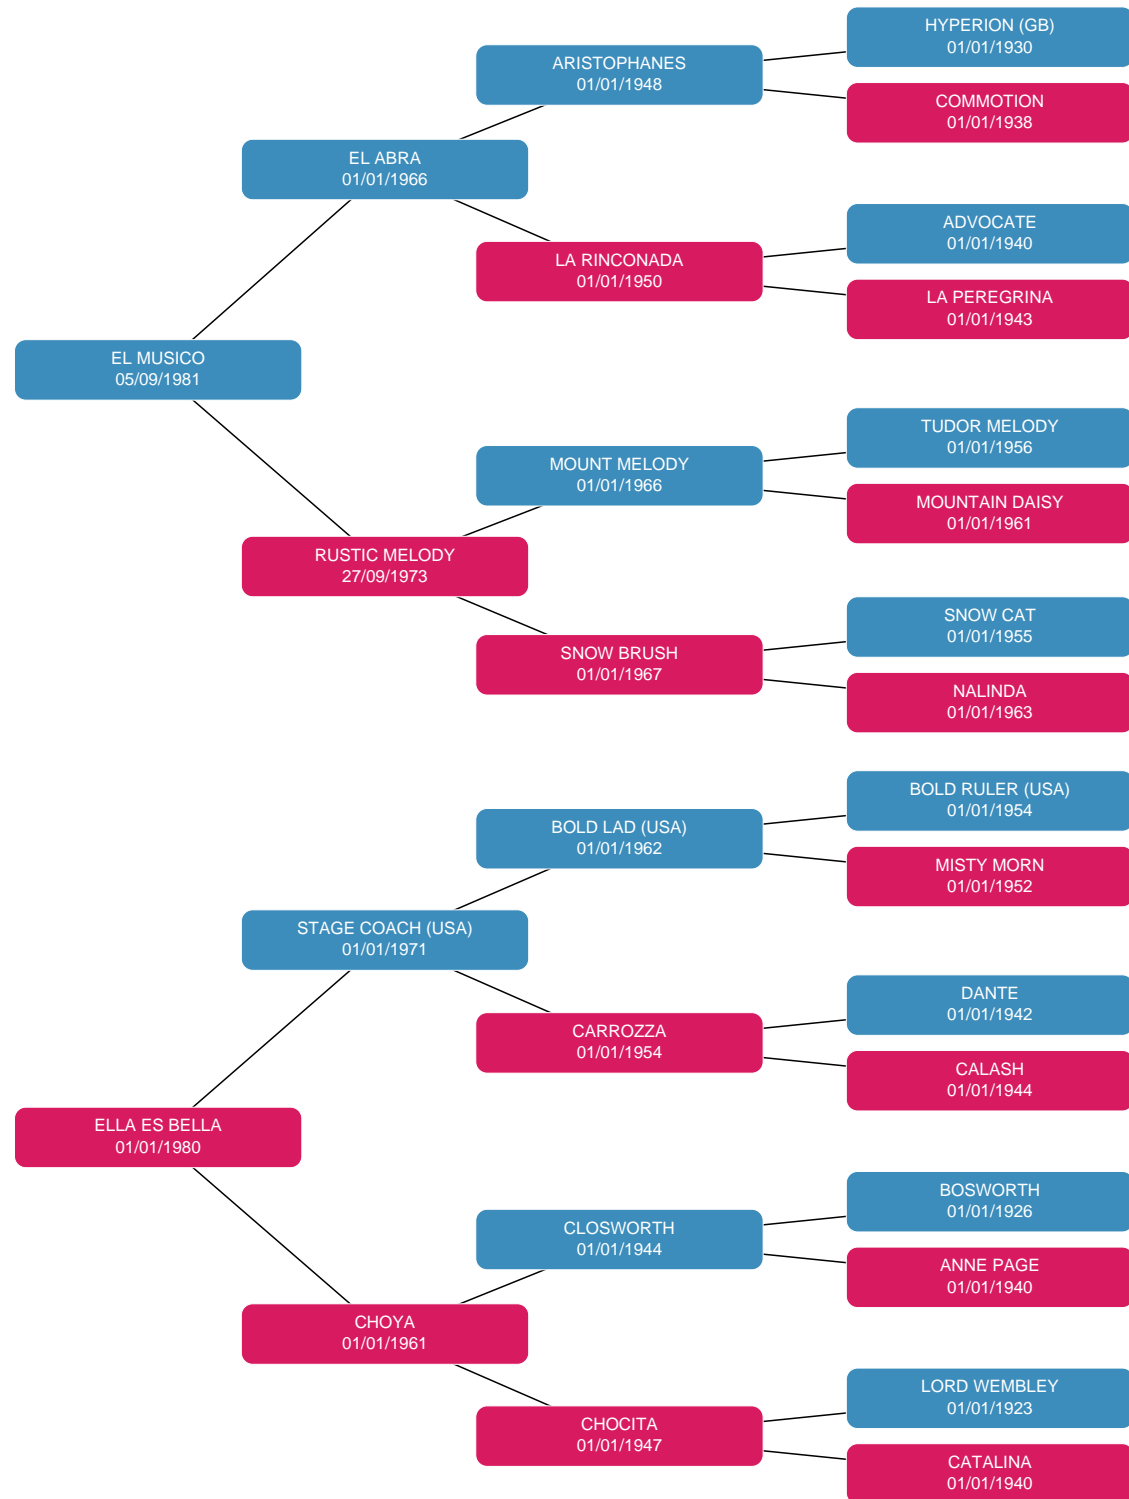 HYPERION (GB)
01/01/1930
ARISTOPHANES
01/01/1948
COMMOTION
01/01/1938
EL ABRA
01/01/1966
ADVOCATE
01/01/1940
LA RINCONADA
01/01/1950
LA PEREGRINA
01/01/1943
EL MUSICO
05/09/1981
TUDOR MELODY
01/01/1956
MOUNT MELODY
01/01/1966
MOUNTAIN DAISY
01/01/1961
RUSTIC MELODY
27/09/1973
SNOW CAT
01/01/1955
SNOW BRUSH
01/01/1967
NALINDA
01/01/1963
BOLD RULER (USA)
01/01/1954
BOLD LAD (USA)
01/01/1962
MISTY MORN
01/01/1952
STAGE COACH (USA)
01/01/1971
DANTE
01/01/1942
CARROZZA
01/01/1954
CALASH
01/01/1944
ELLA ES BELLA
01/01/1980
BOSWORTH
01/01/1926
CLOSWORTH
01/01/1944
ANNE PAGE
01/01/1940
CHOYA
01/01/1961
LORD WEMBLEY
01/01/1923
CHOCITA
01/01/1947
CATALINA
01/01/1940